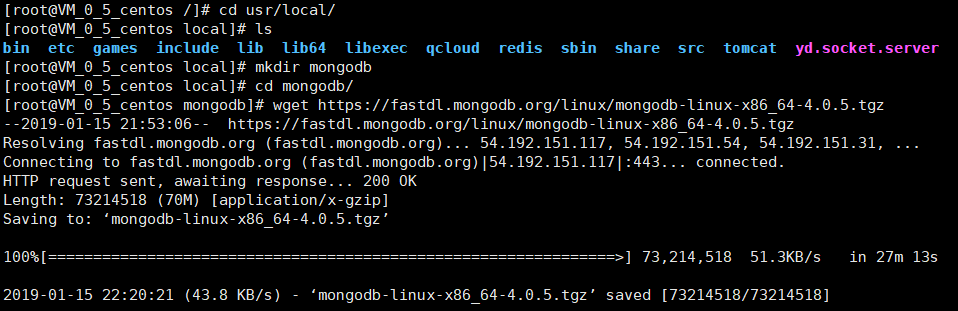 [root@VM_0_5_centos /]# cd usr/local/
[root@VM_0_5_centos local]# ls
bin etc games include lib lib64 libexec qcloud redis sbin share src tomcat yd.socket.server
[root@VM_0_5_centos local]# mkdir mongodb
[root@VM_0_5_centos local]# cd mongodb/
[root@VM_0_5_centos mongodb]# wget https://fastdl.mongodb.org/linux/mongodb-linux-x86_64-4.0.5.tgz
--2019-01-15 21:53:06-- https://fastdl.mongodb.org/linux/mongodb-linux-x86_64-4.0.5.tgz
Resolving fastdl.mongodb.org (fastdl.mongodb.org)... 54.192.151.117, 54.192.151.54, 54.192.151.31, ...
Connecting to fastdl.mongodb.org (fastdl.mongodb.org)|54.192.151.117|:443... connected.
HTTP request sent, awaiting response... 200 OK
Length: 73214518 (70M) [application/x-gzip]
Saving to: ‘mongodb-linux-x86_64-4.0.5.tgz’
100%[================================================================>] 73,214,518 51.3KB/s in 27m 13s
2019-01-15 22:20:21 (43.8 KB/s) - ‘mongodb-linux-x86_64-4.0.5.tgz’ saved [73214518/73214518]